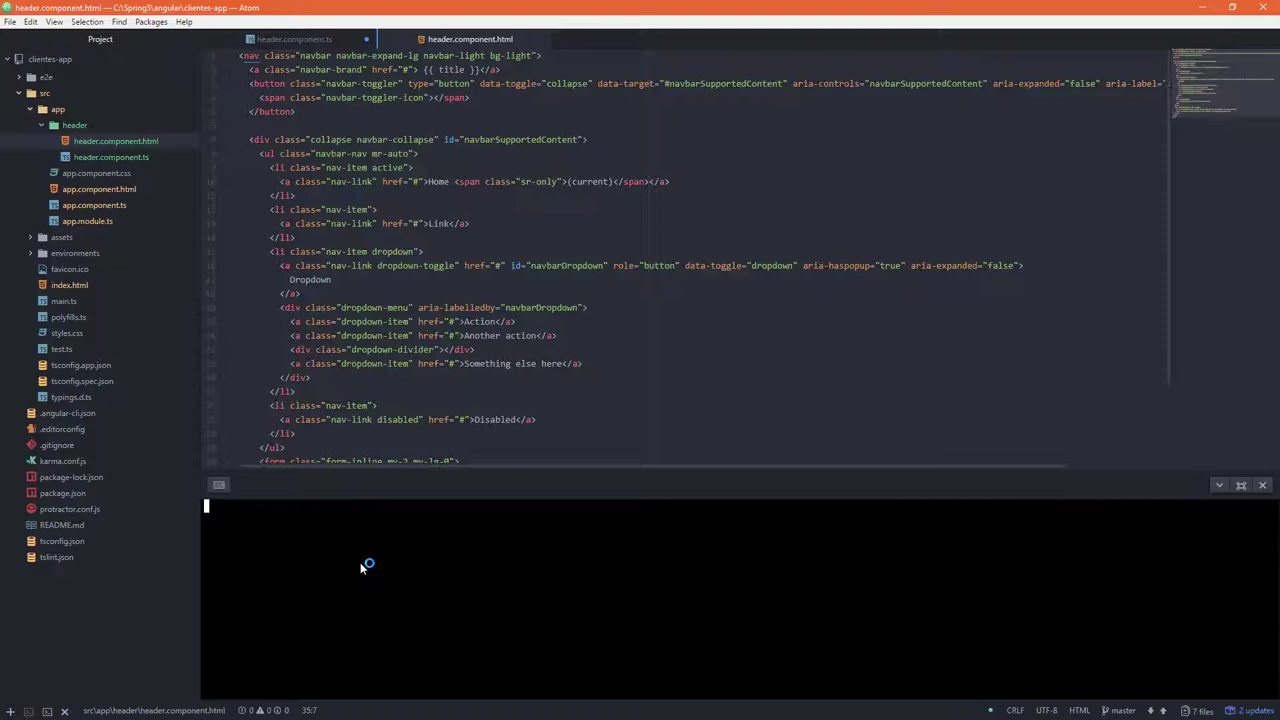 header.component.html — C:\Spring5\angular\clientes-app — Atom
File Edit View Selection Find Packages Help
Project
header.component.ts
header.component.html
clientes-app
e2e
src
app
header
header.component.html
header.component.ts
app.component.css
app.component.html
app.component.ts
app.module.ts
assets
environments
favicon.ico
index.html
main.ts
polyfills.ts
styles.css
test.ts
tsconfig.app.json
tsconfig.spec.json
typings.d.ts
.angular-cli.json
.editorconfig
.gitignore
karma.conf.js
package-lock.json
package.json
protractor.conf.js
README.md
tsconfig.json
tslint.json
<nav class="navbar navbar-expand-lg navbar-light bg-light">
<a class="navbar-brand" href="#"> {{ title }}</a>
<button class="navbar-toggler" type="button" data-toggle="collapse" data-target="#navbarSupportedContent" aria-controls="navbarSupportedContent" aria-expanded="false" aria-label="
<span class="navbar-toggler-icon"></span>
</button>
<div class="collapse navbar-collapse" id="navbarSupportedContent">
<ul class="navbar-nav mr-auto">
<li class="nav-item active">
<a class="nav-link" href="#">Home <span class="sr-only">(current)</span></a>
</li>
<li class="nav-item">
<a class="nav-link" href="#">Link</a>
</li>
<li class="nav-item dropdown">
<a class="nav-link dropdown-toggle" href="#" id="navbarDropdown" role="button" data-toggle="dropdown" aria-haspopup="true" aria-expanded="false">
Dropdown
</a>
<div class="dropdown-menu" aria-labelledby="navbarDropdown">
<a class="dropdown-item" href="#">Action</a>
<a class="dropdown-item" href="#">Another action</a>
<div class="dropdown-divider"></div>
<a class="dropdown-item" href="#">Something else here</a>
</div>
</li>
<li class="nav-item">
<a class="nav-link disabled" href="#">Disabled</a>
</li>
</ul>
<form class="form-inline my-2 my-lg-0">
src\app\header\header.component.html 0 0 0 35:7
CRLF UTF-8 HTML master 7 files 2 updates